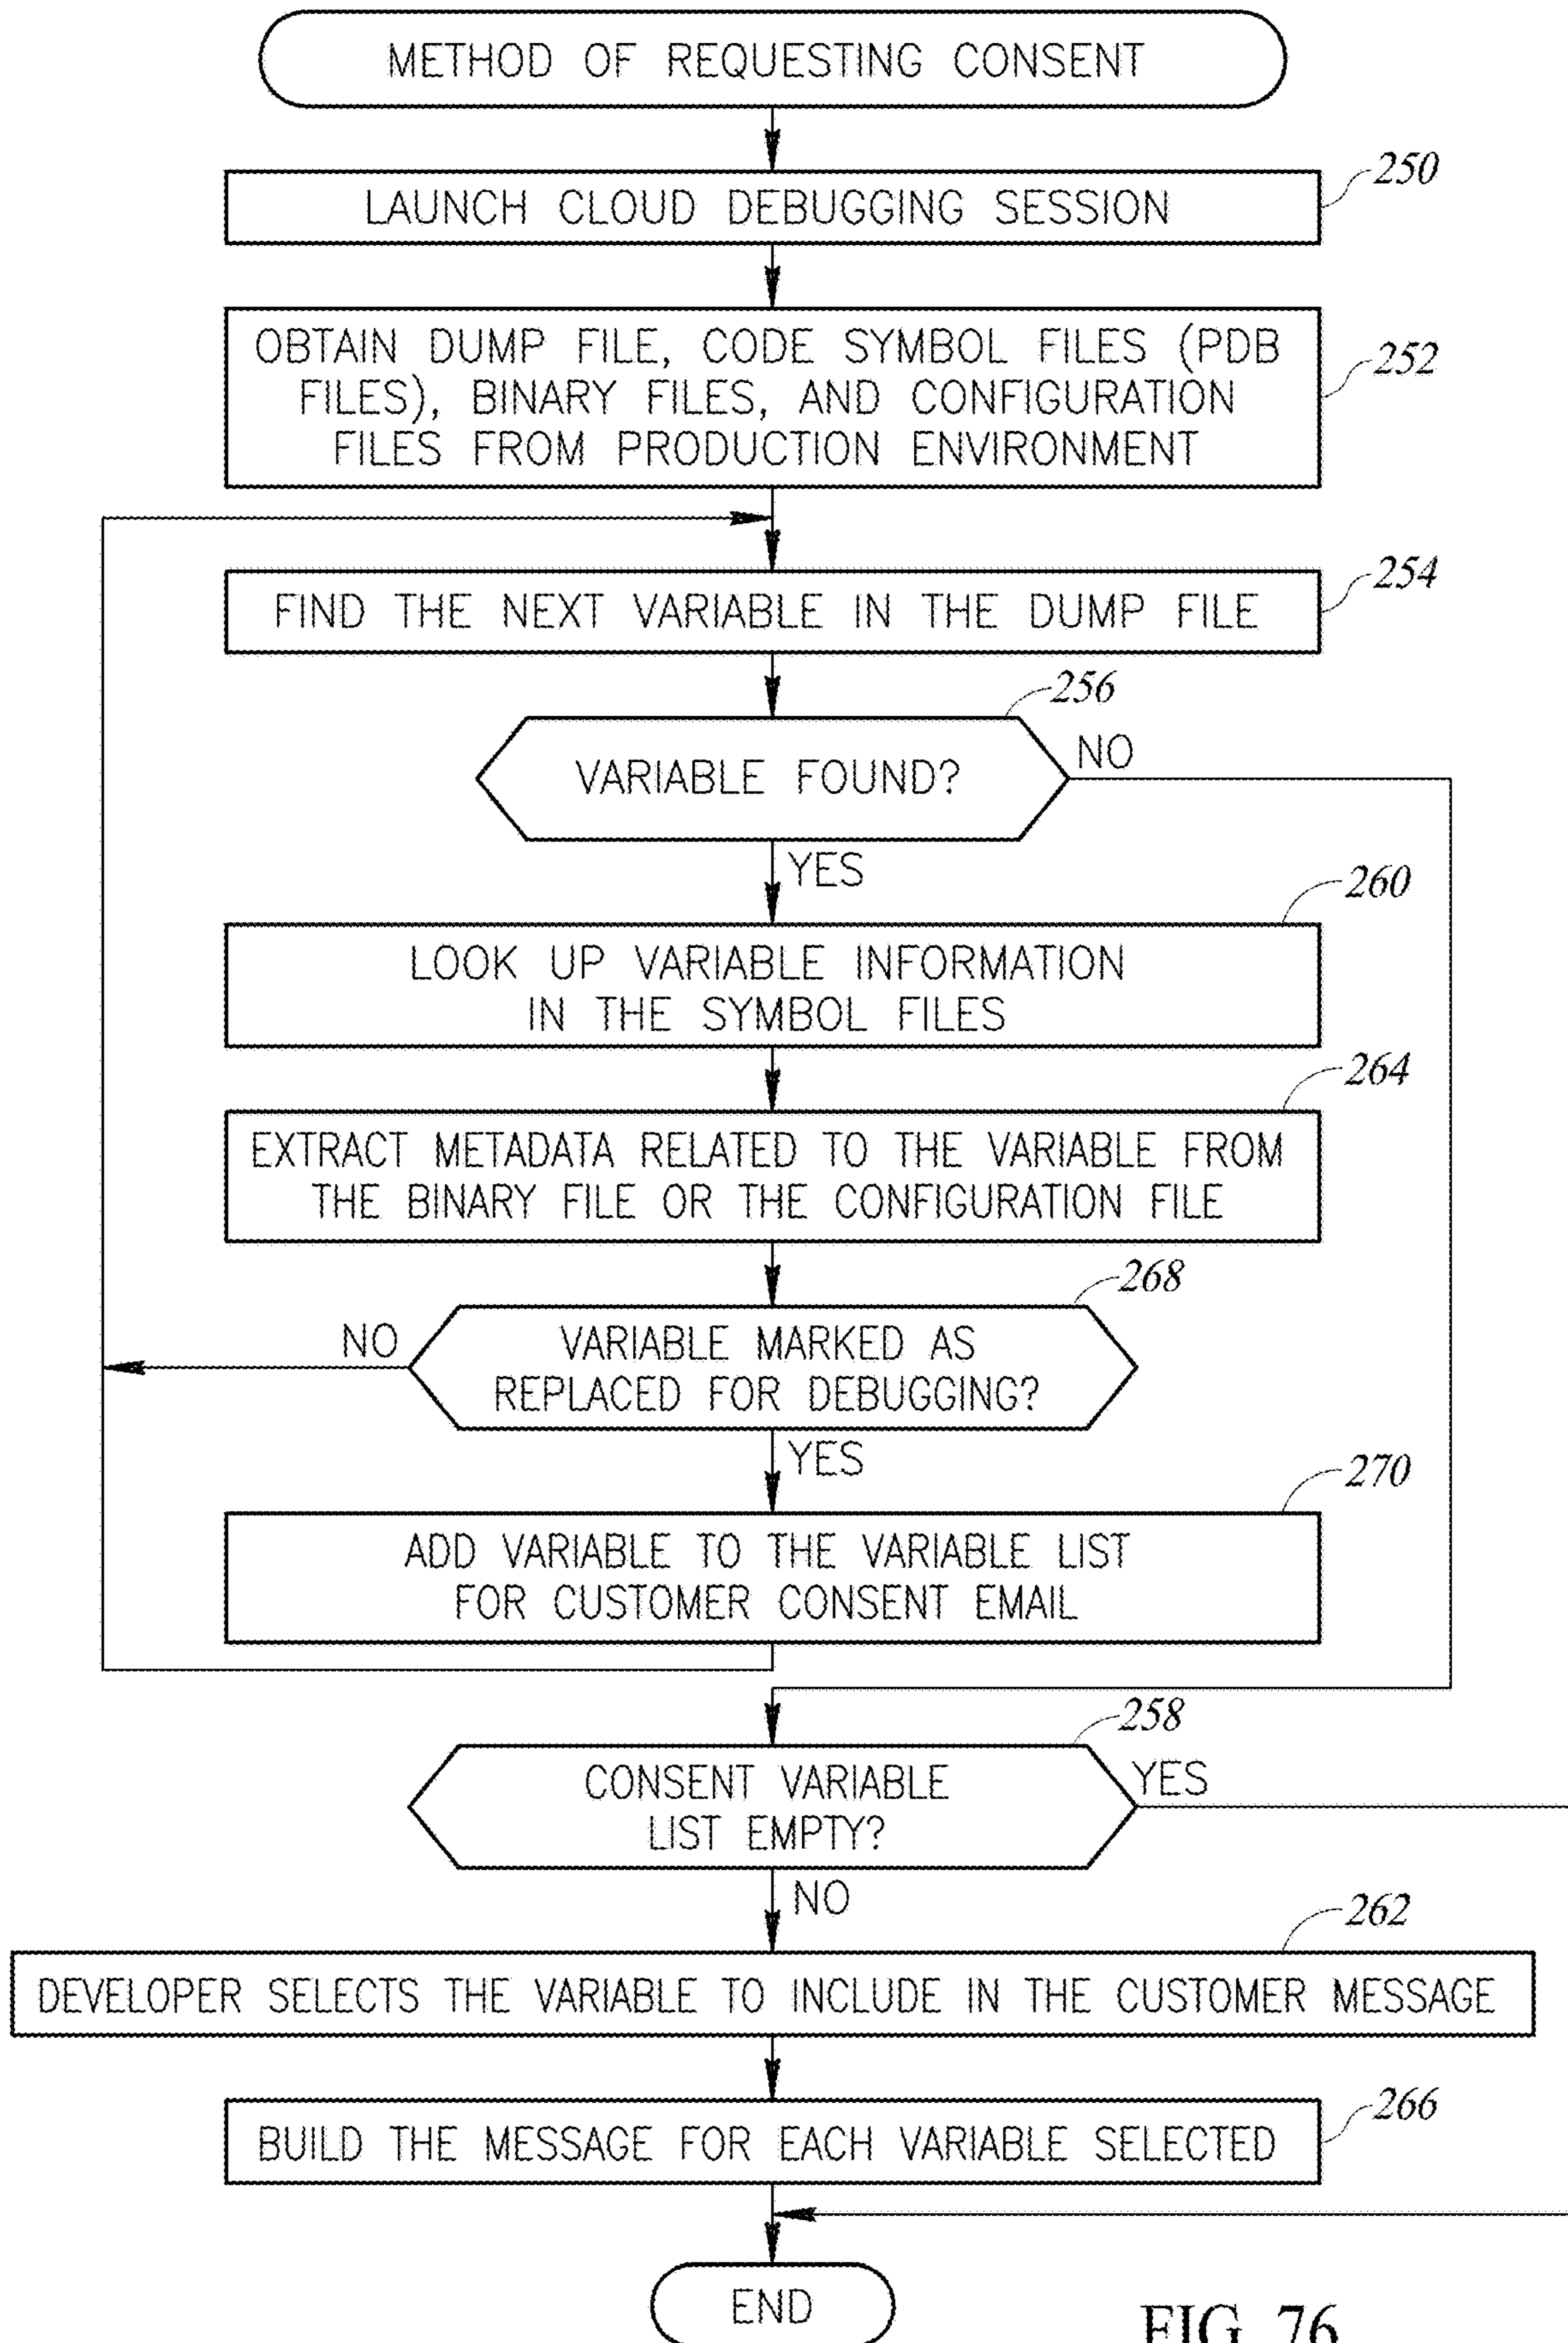 METHOD OF REQUESTING CONSENT
250
LAUNCH CLOUD DEBUGGING SESSION
OBTAIN DUMP FILE, CODE SYMBOL FILES (PDB
FILES), BINARY FILES, AND CONFIGURATION
FILES FROM PRODUCTION ENVIRONMENT
252
254
FIND THE NEXT VARIABLE IN THE DUMP FILE
256
VARIABLE FOUND?
NO
YES
260
LOOK UP VARIABLE INFORMATION
IN THE SYMBOL FILES
264
EXTRACT METADATA RELATED TO THE VARIABLE FROM
THE BINARY FILE OR THE CONFIGURATION FILE
268
NO
VARIABLE MARKED AS
REPLACED FOR DEBUGGING?
YES
270
ADD VARIABLE TO THE VARIABLE LIST
FOR CUSTOMER CONSENT EMAIL
258
CONSENT VARIABLE
LIST EMPTY?
YES
NO
262
DEVELOPER SELECTS THE VARIABLE TO INCLUDE IN THE CUSTOMER MESSAGE
266
BUILD THE MESSAGE FOR EACH VARIABLE SELECTED
END
FIG. 76